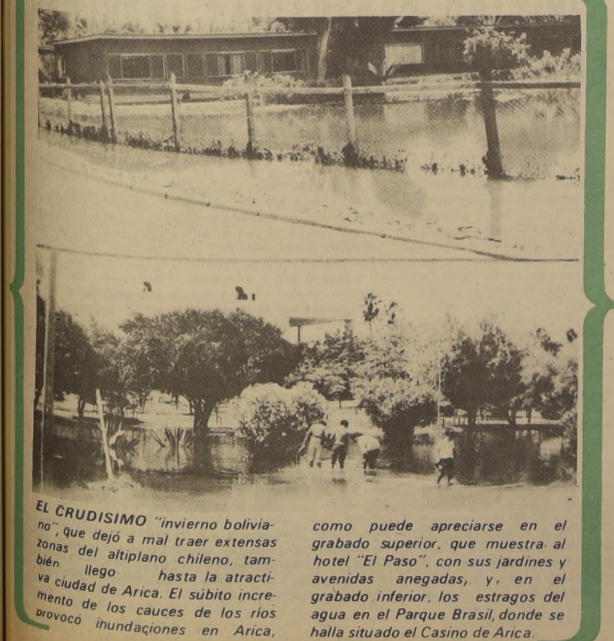 EL CRUDISIMO "invierno bolivia-
no", que dejó a mal traer extensas
zonas del altiplano chileno, tam-
bién llego hasta la atracti-
va ciudad de Arica. El súbito incre-
mento de los cauces de los ríos
provocó inundaciones en Arica,
como puede apreciarse en el
grabado superior, que muestra al
hotel "El Paso", con sus jardines y
avenidas anegadas, y, en el
grabado inferior, los estragos del
agua en el Parque Brasil, donde se
halla situado el Casino de Arica.